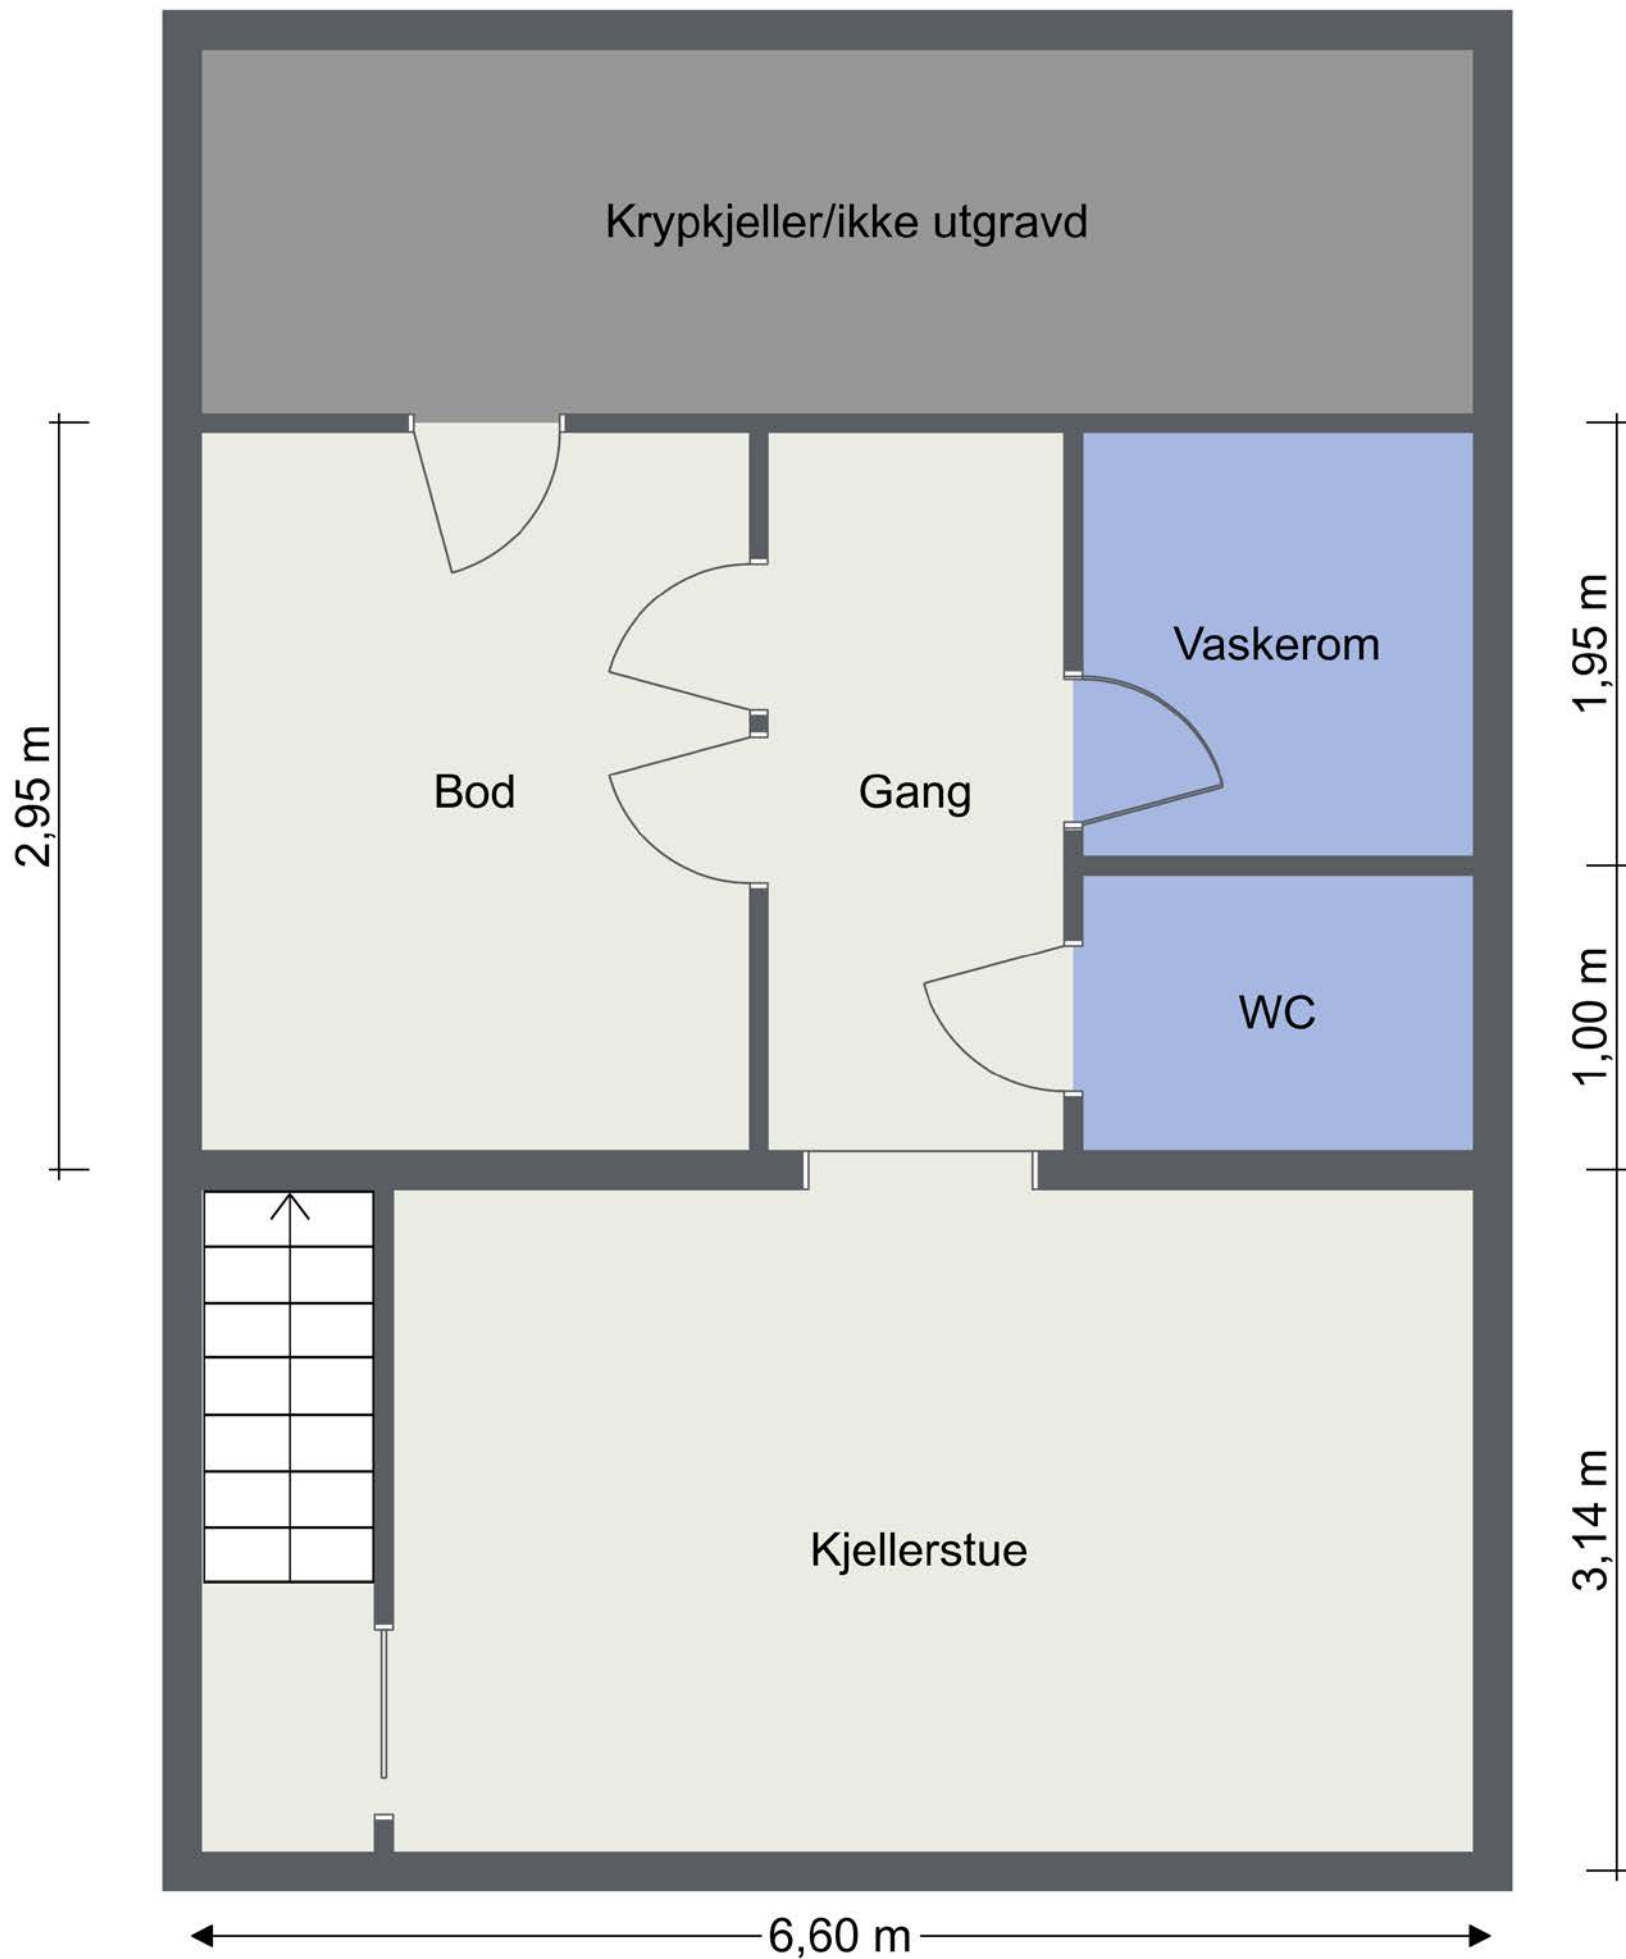 Krypkjeller/ikke utgravd
Vaskerom
1,95 m
2,95 m
Bod
Gang
WC
1,00 m
Kjellerstue
3,14 m
6,60 m